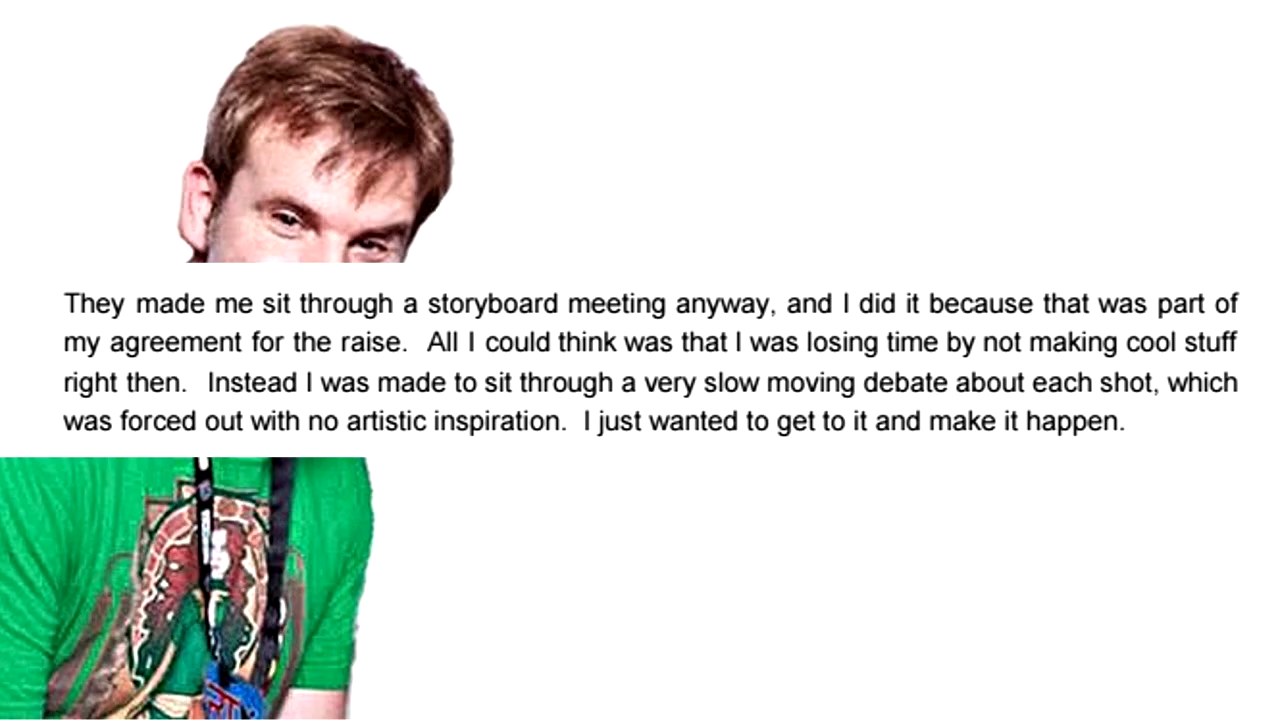 They made me sit through a storyboard meeting anyway, and I did it because that was part of
my agreement for the raise.  All I could think was that I was losing time by not making cool stuff
right then.  Instead I was made to sit through a very slow moving debate about each shot, which
was forced out with no artistic inspiration.  I just wanted to get to it and make it happen.